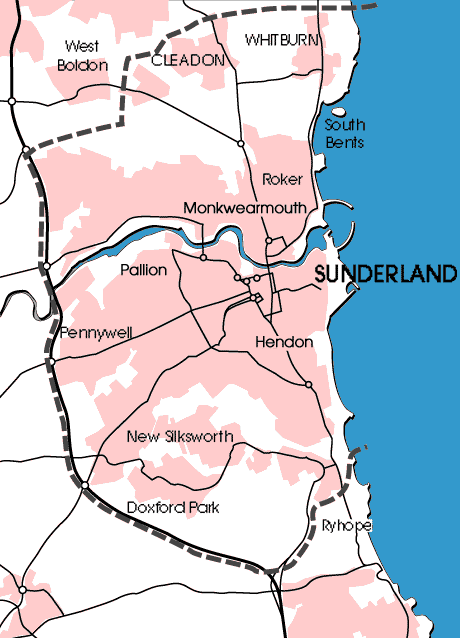 WHITBURN
West
Boldon
CLEADON
South
Bents
Roker
Monkwearmouth
Pallion
SUNDERLAND
Pennywell
Hendon
New Silksworth
Doxford Park
Ryhope